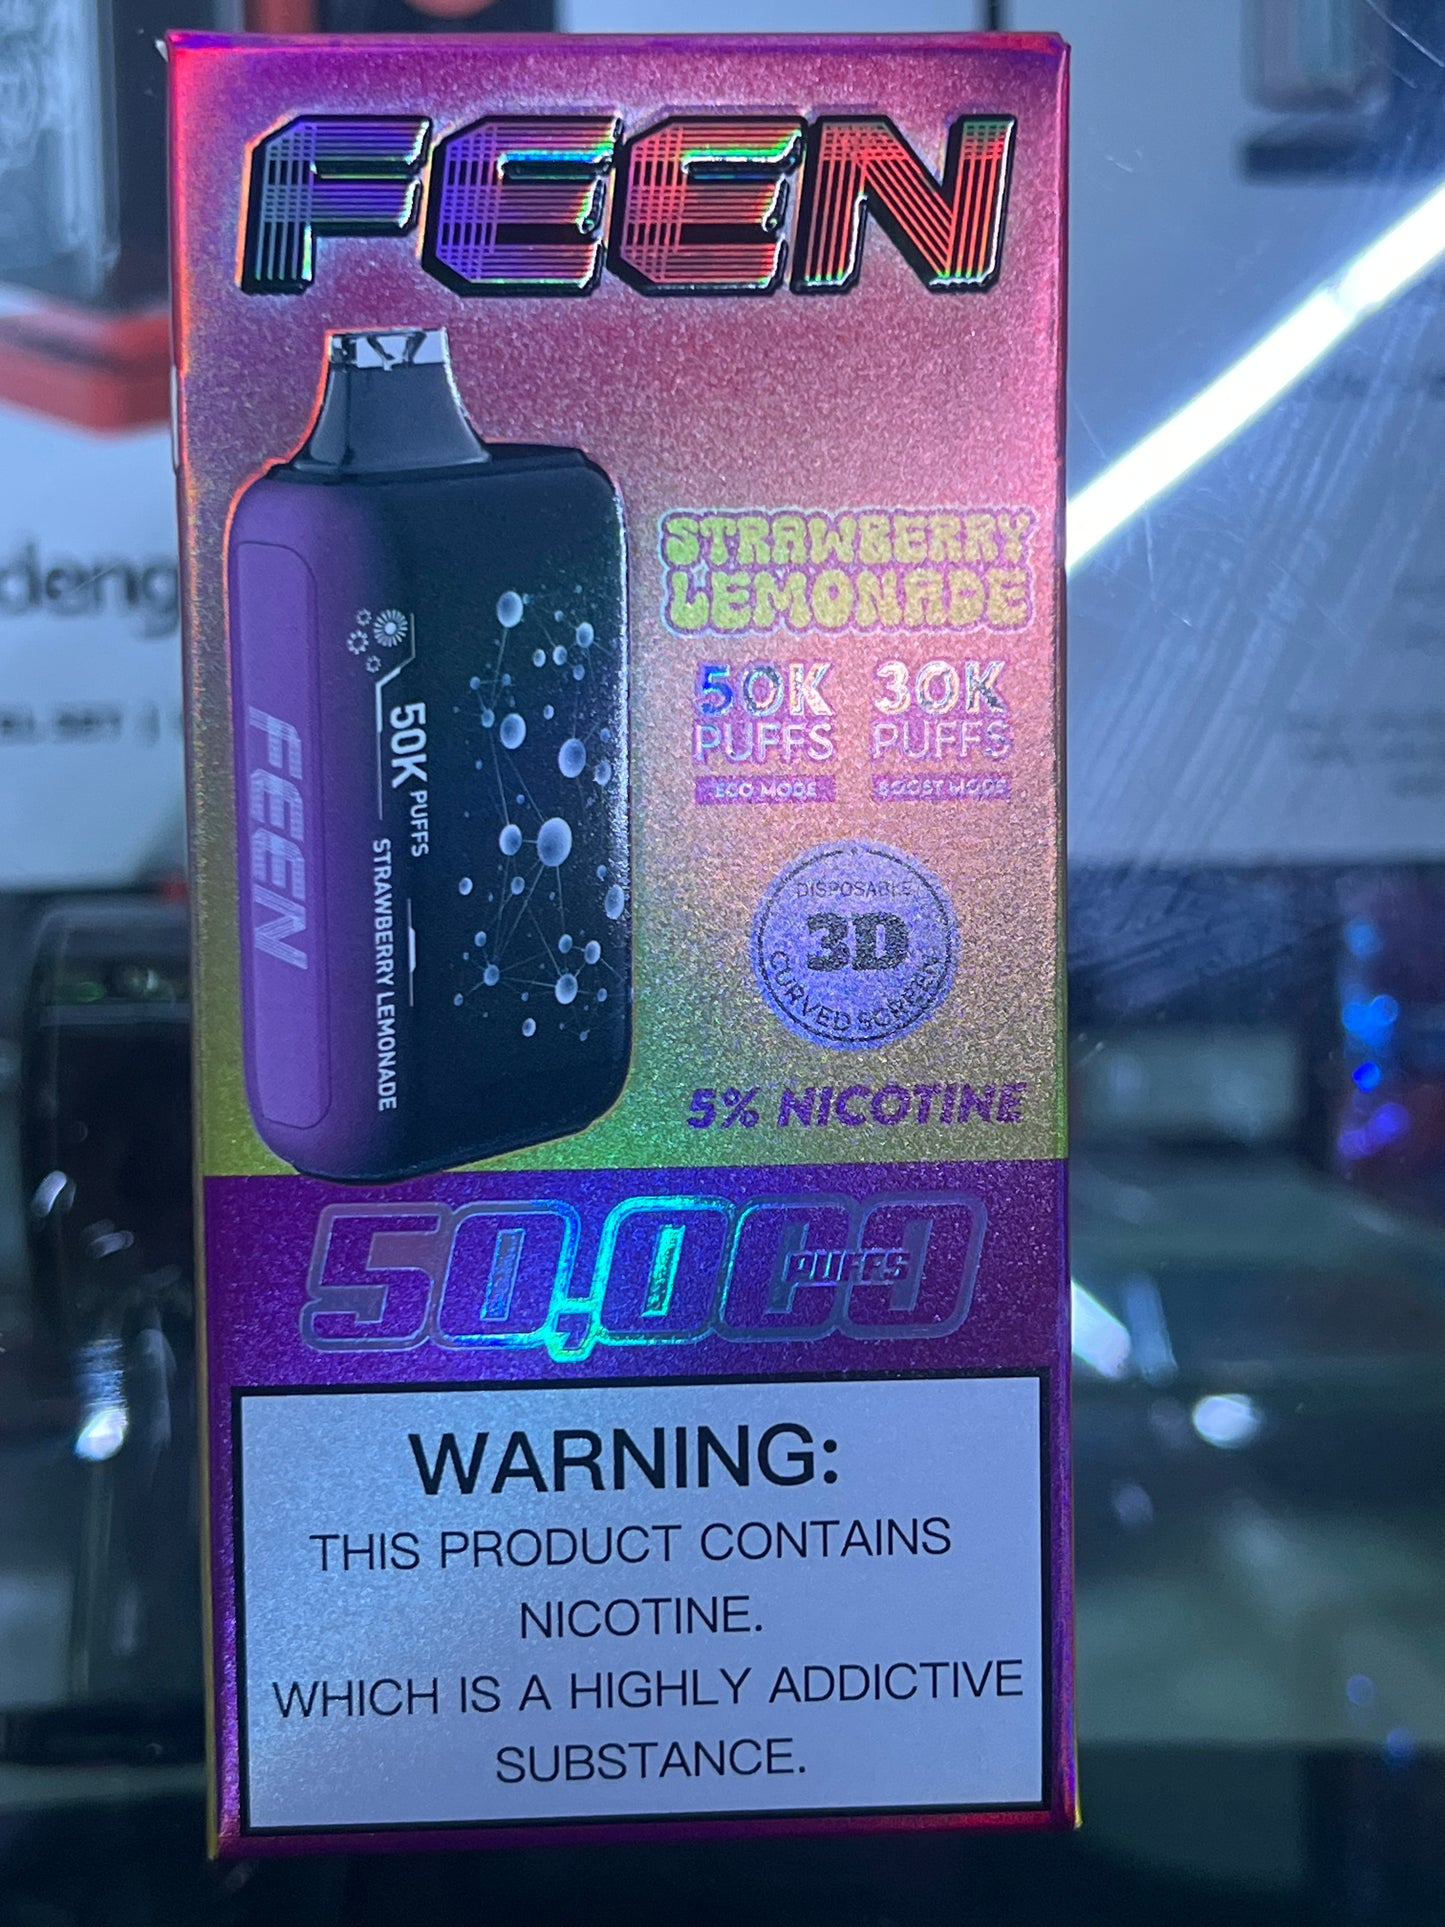 FEEN
STRAWBERRY
LEMONADE
50K
PUFFS
ECO MODE
30K
PUFFS
BOOST MODE
FEEN
50K PUFFS
STRAWBERRY LEMONADE
DISPOSABLE
3D
CURVED SCREEN
5% NICOTINE
50,000
PUFFS
WARNING:
THIS PRODUCT CONTAINS
NICOTINE.
WHICH IS A HIGHLY ADDICTIVE
SUBSTANCE.